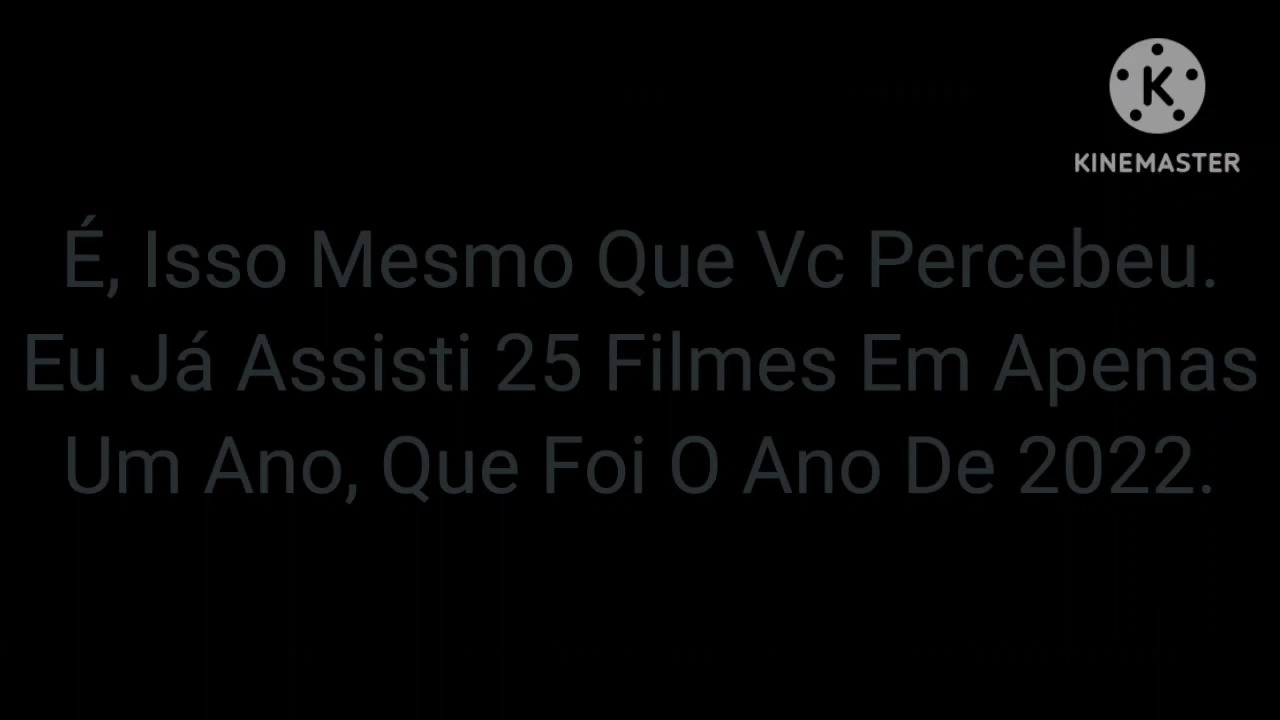 K
KINEMASTER
É, Isso Mesmo Que Vc Percebeu.
Eu Já Assisti 25 Filmes Em Apenas
Um Ano, Que Foi O Ano De 2022.